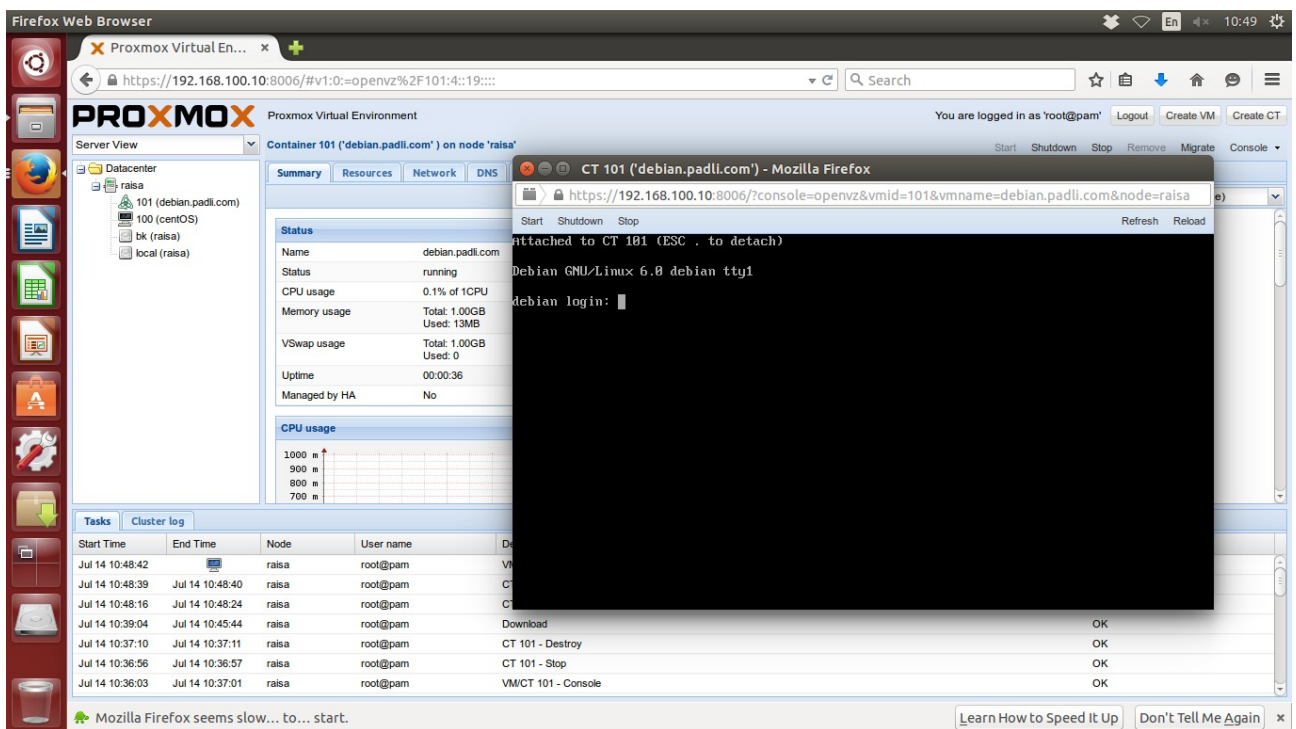 Firefox Web Browser
En
10:49
Proxmox Virtual En...
https://192.168.100.10:8006/#v1:0:=openvz%2F101:4::19::::
Search
PROXMOX
Proxmox Virtual Environment
You are logged in as 'root@pam'
Logout
Create VM
Create CT
Server View
Container 101 ('debian.padli.com' ) on node 'raisa'
Start
Shutdown
Stop
Remove
Migrate
Console
Datacenter
raisa
101 (debian.padli.com)
100 (centOS)
bk (raisa)
local (raisa)
Summary
Resources
Network
DNS
e)
Status
Name debian.padli.com
Status running
CPU usage 0.1% of 1CPU
Memory usage Total: 1.00GB
Used: 13MB
VSwap usage Total: 1.00GB
Used: 0
Uptime 00:00:36
Managed by HA No
CPU usage
1000 m
900 m
800 m
700 m
CT 101 ('debian.padli.com') - Mozilla Firefox
https://192.168.100.10:8006/?console=openvz&vmid=101&vmname=debian.padli.com&node=raisa
Start Shutdown Stop
Refresh Reload
Attached to CT 101 (ESC . to detach)
Debian GNU/Linux 6.0 debian tty1
debian login:
Tasks
Cluster log
Start Time End Time Node User name
Jul 14 10:48:42 raisa root@pam
Jul 14 10:48:39 Jul 14 10:48:40 raisa root@pam
Jul 14 10:48:16 Jul 14 10:48:24 raisa root@pam
Jul 14 10:39:04 Jul 14 10:45:44 raisa root@pam Download OK
Jul 14 10:37:10 Jul 14 10:37:11 raisa root@pam CT 101 - Destroy OK
Jul 14 10:36:56 Jul 14 10:36:57 raisa root@pam CT 101 - Stop OK
Jul 14 10:36:03 Jul 14 10:37:01 raisa root@pam VM/CT 101 - Console OK
Mozilla Firefox seems slow... to... start.
Learn How to Speed It Up
Don't Tell Me Again